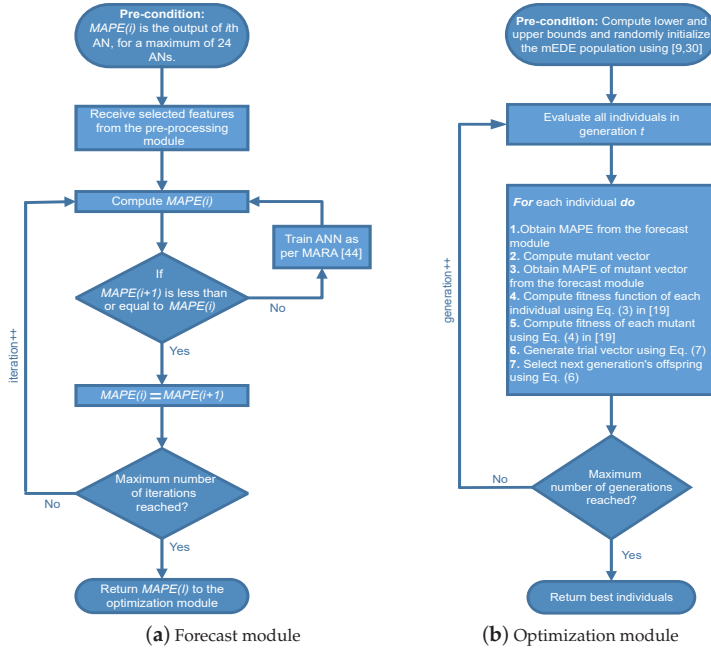 Pre-condition:
MAPE(i) is the output of ith
AN, for a maximum of 24
ANs.
Receive selected features
from the pre-processing
module
Compute MAPE(i)
Train ANN as
per MARA [44]
If
MAPE(i+1) is less than
or equal to MAPE(i)
No
Yes
iteration++
MAPE(i)=MAPE(i+1)
Maximum number
of iterations
reached?
No
Yes
Return MAPE(I) to the
optimization module
(a) Forecast module
Pre-condition: Compute lower and
upper bounds and randomly initialize
the mEDE population using [9,30]
Evaluate all individuals in
generation t
For each individual do
1.Obtain MAPE from the forecast
module
2. Compute mutant vector
3. Obtain MAPE of mutant vector
from the forecast module
4. Compute fitness function of each
individual using Eq. (3) in [19]
5. Compute fitness of each mutant
using Eq. (4) in [19]
6. Generate trial vector using Eq. (7)
7. Select next generation's offspring
using Eq. (6)
generation++
No
Maximum
number of generations
reached?
Yes
Return best individuals
(b) Optimization module